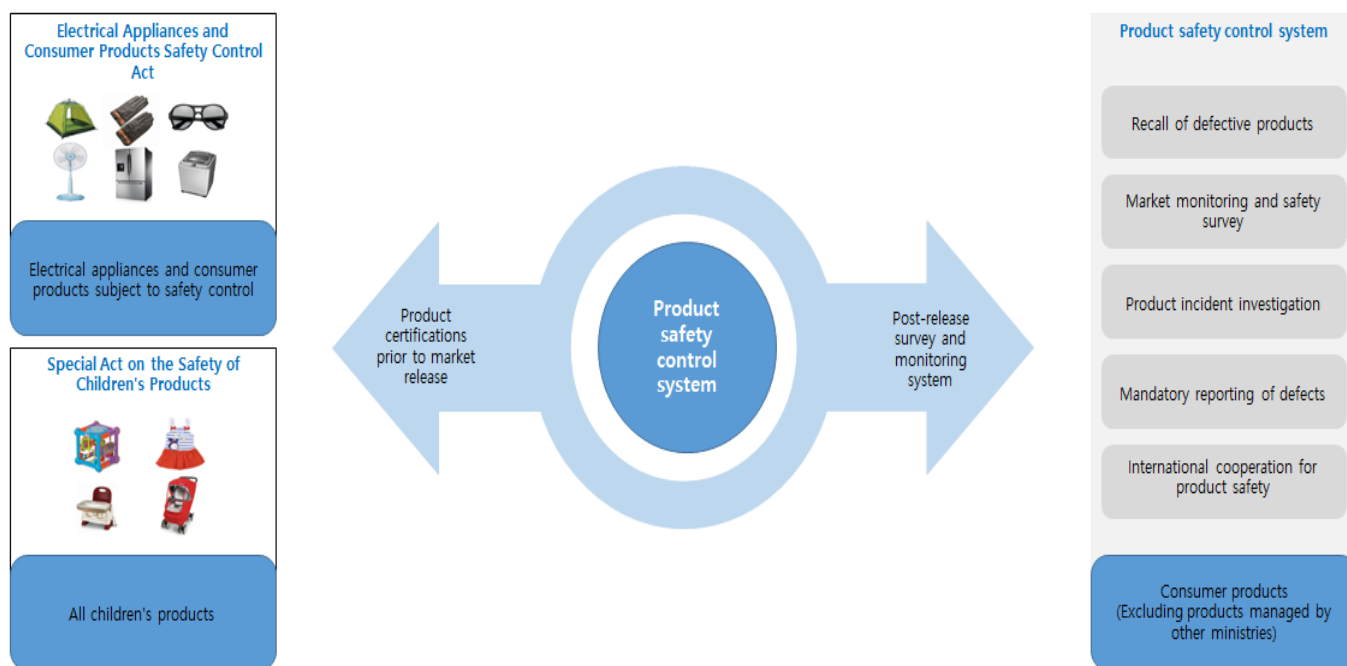 Electrical Appliances and
Consumer Products Safety Control
Act
Electrical appliances and consumer
products subject to safety control
Special Act on the Safety of
Children's Products
All children's products
Product
certifications
prior to market
release
Product
safety
control
system
Post-release
survey and
monitoring
system
Product safety control system
Recall of defective products
Market monitoring and safety
survey
Product incident investigation
Mandatory reporting of defects
International cooperation for
product safety
Consumer products
(Excluding products managed by
other ministries)